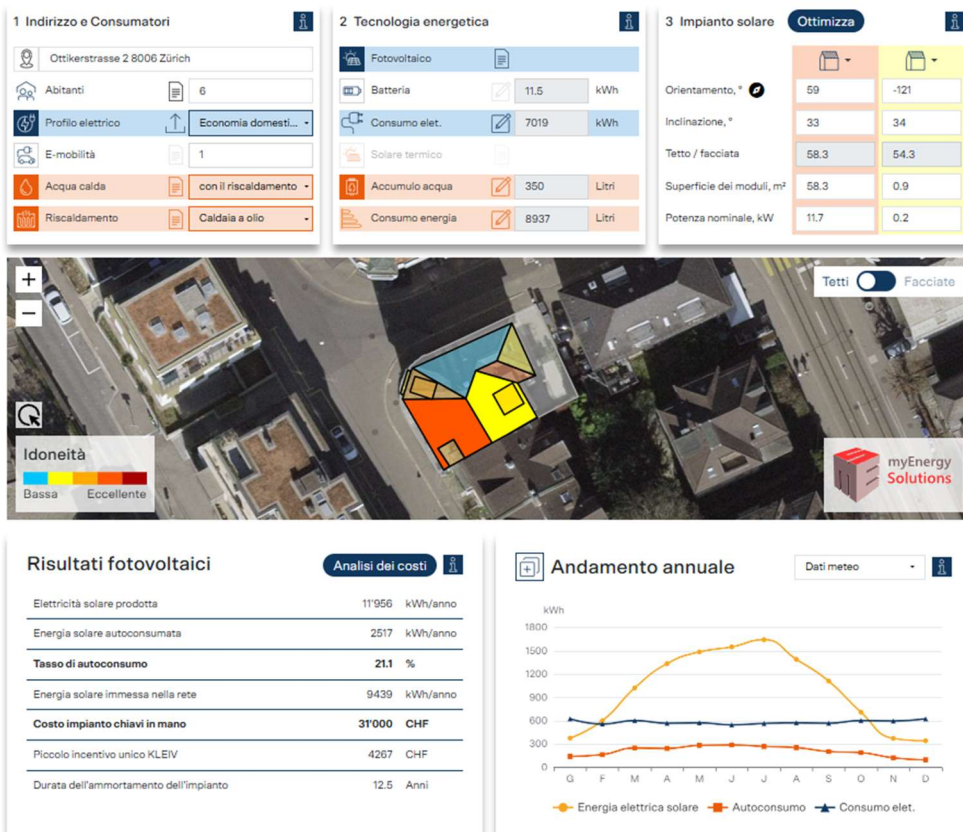 1 Indirizzo e Consumatori
Ottikerstrasse 2 8006 Zürich
Abitanti 6
Profilo elettrico Economia domesti...
E-mobilità 1
Acqua calda con il riscaldamento
Riscaldamento Caldaia a olio
2 Tecnologia energetica
Fotovoltaico
Batteria 11.5 kWh
Consumo elet. 7019 kWh
Solare termico
Accumulo acqua 350 Litri
Consumo energia 8937 Litri
3 Impianto solare Ottimizza
Orientamento, ° 59 -121
Inclinazione, ° 33 34
Tetto / facciata 58.3 54.3
Superficie dei moduli, m² 58.3 0.9
Potenza nominale, kW 11.7 0.2
+
−
Tetti Facciate
Idoneità
Bassa Eccellente
myEnergy
Solutions
Risultati fotovoltaici Analisi dei costi
Elettricità solare prodotta 11'956 kWh/anno
Energia solare autoconsumata 2517 kWh/anno
Tasso di autoconsumo 21.1 %
Energia solare immessa nella rete 9439 kWh/anno
Costo impianto chiavi in mano 31'000 CHF
Piccolo incentivo unico KLEIV 4267 CHF
Durata dell'ammortamento dell'impianto 12.5 Anni
Andamento annuale Dati meteo
kWh
1800
1500
1200
900
600
300
0
G F M A M J J A S O N D
Energia elettrica solare Autoconsumo Consumo elet.